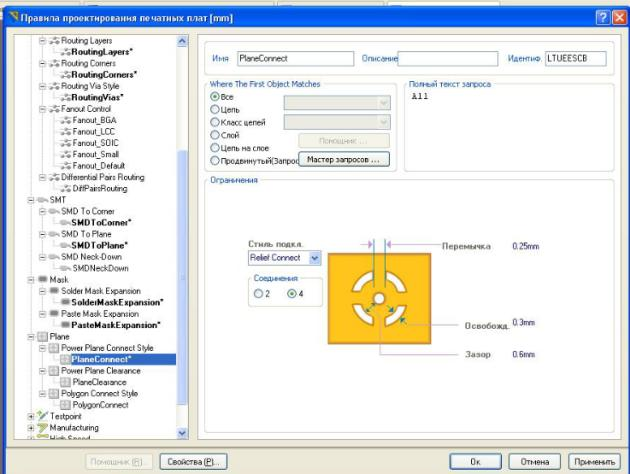 Правила проектирования печатных плат [mm]
Routing Layers
RoutingLayers*
Routing Corners
RoutingCorners*
Routing Via Style
RoutingVias*
Fanout Control
Fanout_BGA
Fanout_LCC
Fanout_SOIC
Fanout_Small
Fanout_Default
Differential Pairs Routing
DiffPairsRouting
SMT
SMD To Corner
SMDToCorner*
SMD To Plane
SMDToPlane*
SMD Neck-Down
SMDNeckDown
Mask
Solder Mask Expansion
SolderMaskExpansion*
Paste Mask Expansion
PasteMaskExpansion*
Plane
Power Plane Connect Style
PlaneConnect*
Power Plane Clearance
PlaneClearance
Polygon Connect Style
PolygonConnect
Testpoint
Manufacturing
High Speed
Имя PlaneConnect Описание Идентиф. LTUEESCB
Where The First Object Matches
Все
Цепь
Класс цепей
Слой
Цепь на слое
Продвинутый(Запрос
Помощник ...
Мастер запросов ...
Полный текст запроса
All
Ограничения
Стиль подкл.
Relief Connect
Соединения
2 4
Перемычка 0.25mm
Освобожд. 0.3mm
Зазор 0.6mm
Помощник (R)... Свойства (P)... Ок Отмена Применить